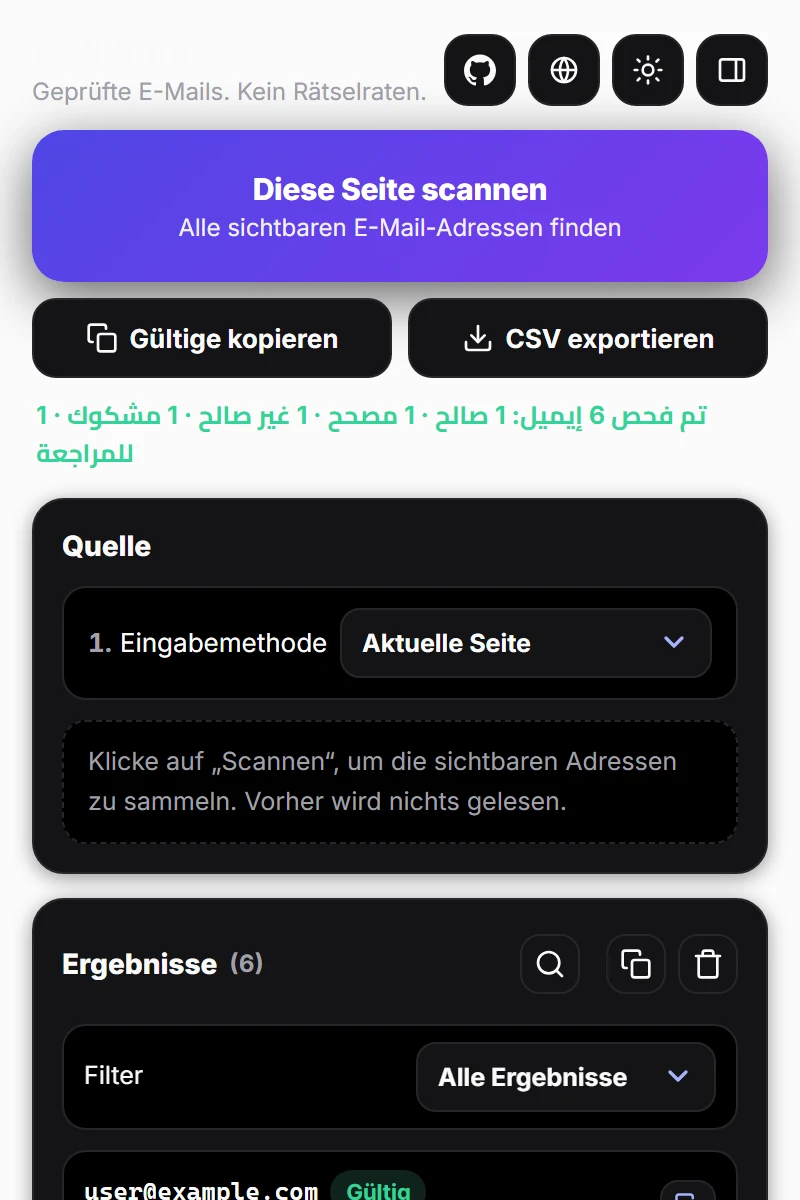 Geprüfte E-Mails. Kein Rätselraten.
Diese Seite scannen
Alle sichtbaren E-Mail-Adressen finden
Gültige kopieren
CSV exportieren
تم فحص 6 إيميل: 1 صالح · 1 مصحح · 1 غير صالح · 1 مشكوك · 1
للمراجعة
Quelle
1. Eingabemethode
Aktuelle Seite
Klicke auf „Scannen“, um die sichtbaren Adressen
zu sammeln. Vorher wird nichts gelesen.
Ergebnisse (6)
Filter
Alle Ergebnisse
user@example.com
Gültig